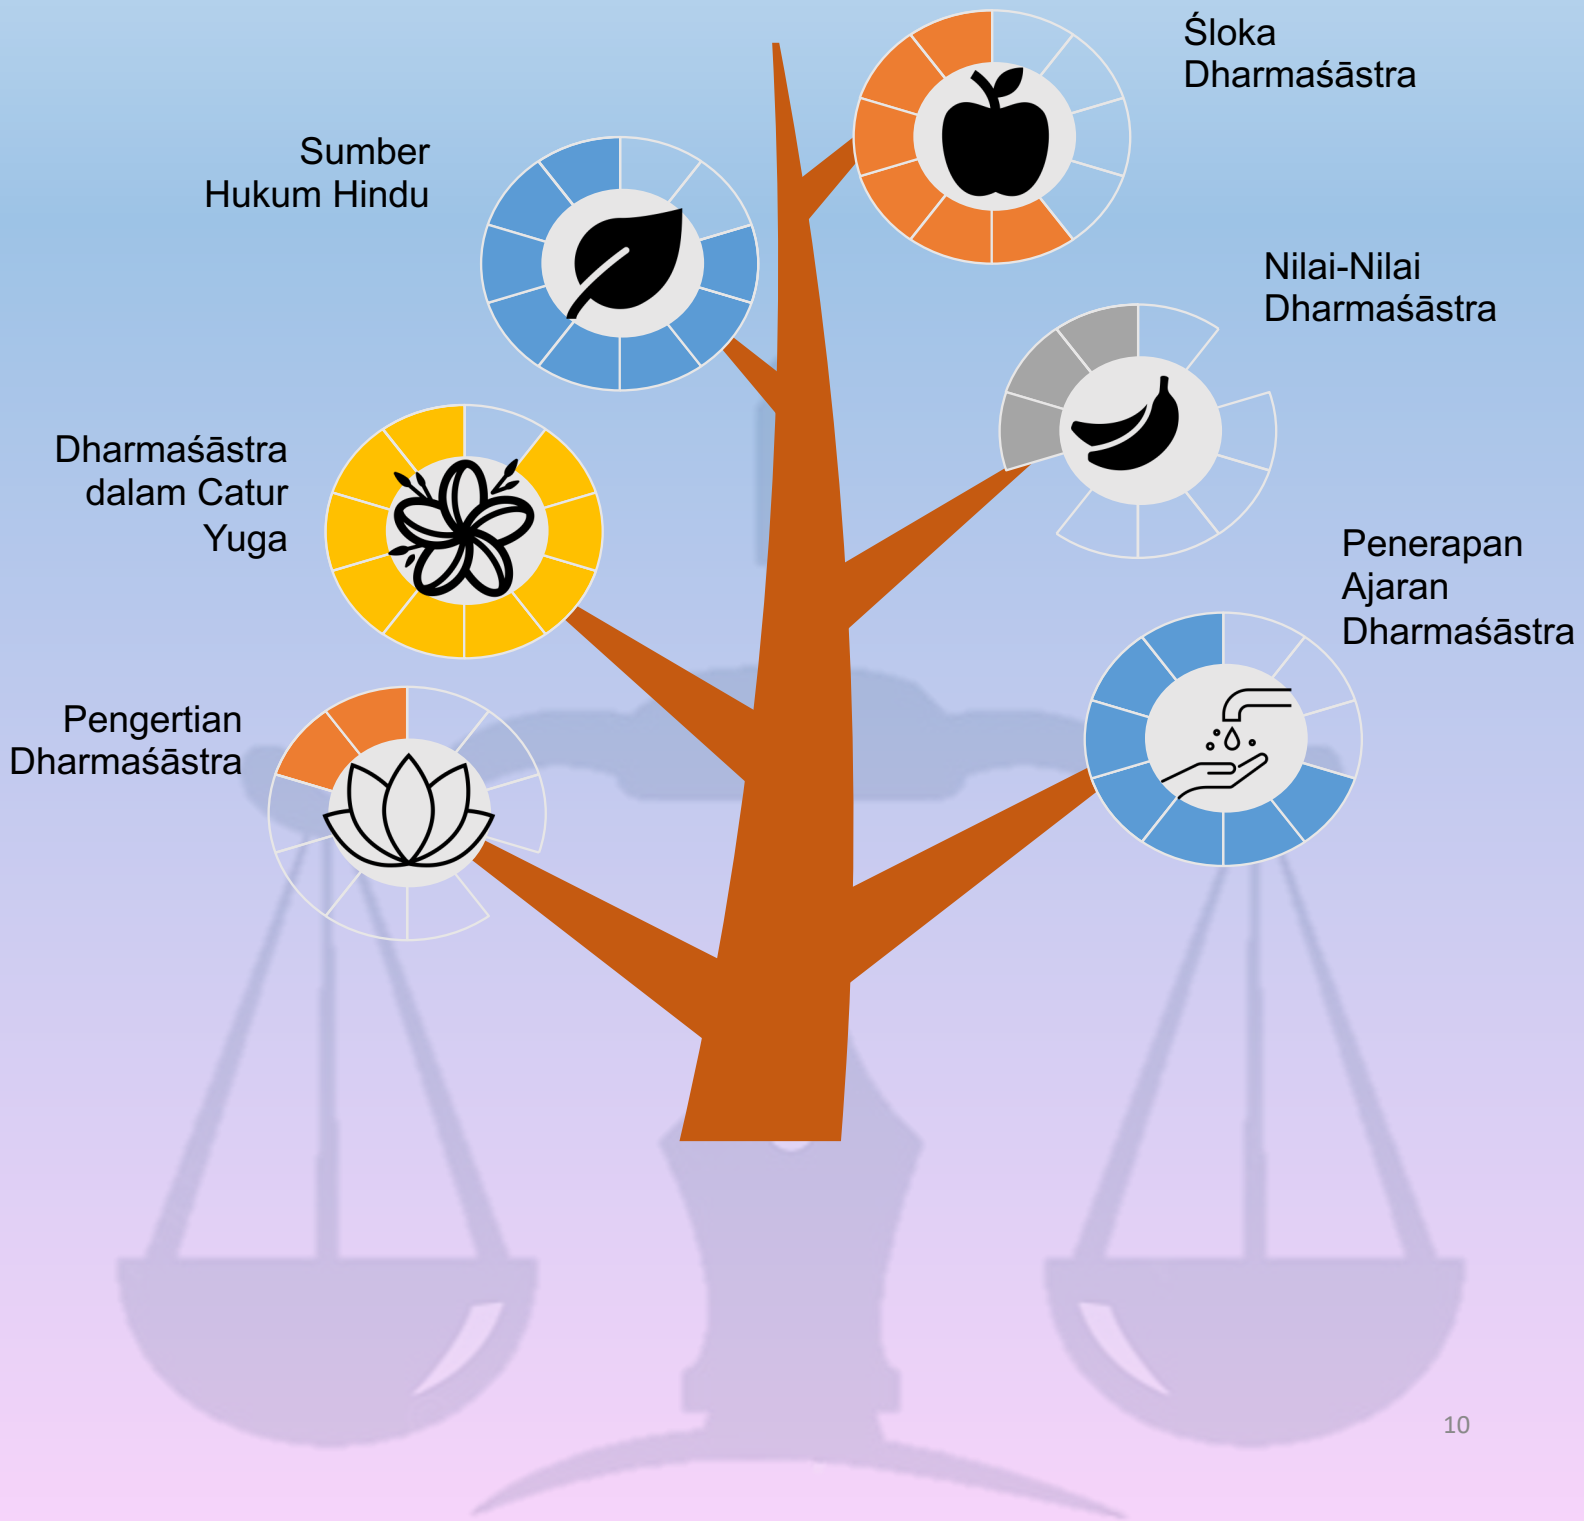 Śloka
Dharmaśāstra
Sumber
Hukum Hindu
Nilai-Nilai
Dharmaśāstra
Dharmaśāstra
dalam Catur
Yuga
Penerapan
Ajaran
Dharmaśāstra
Pengertian
Dharmaśāstra
10